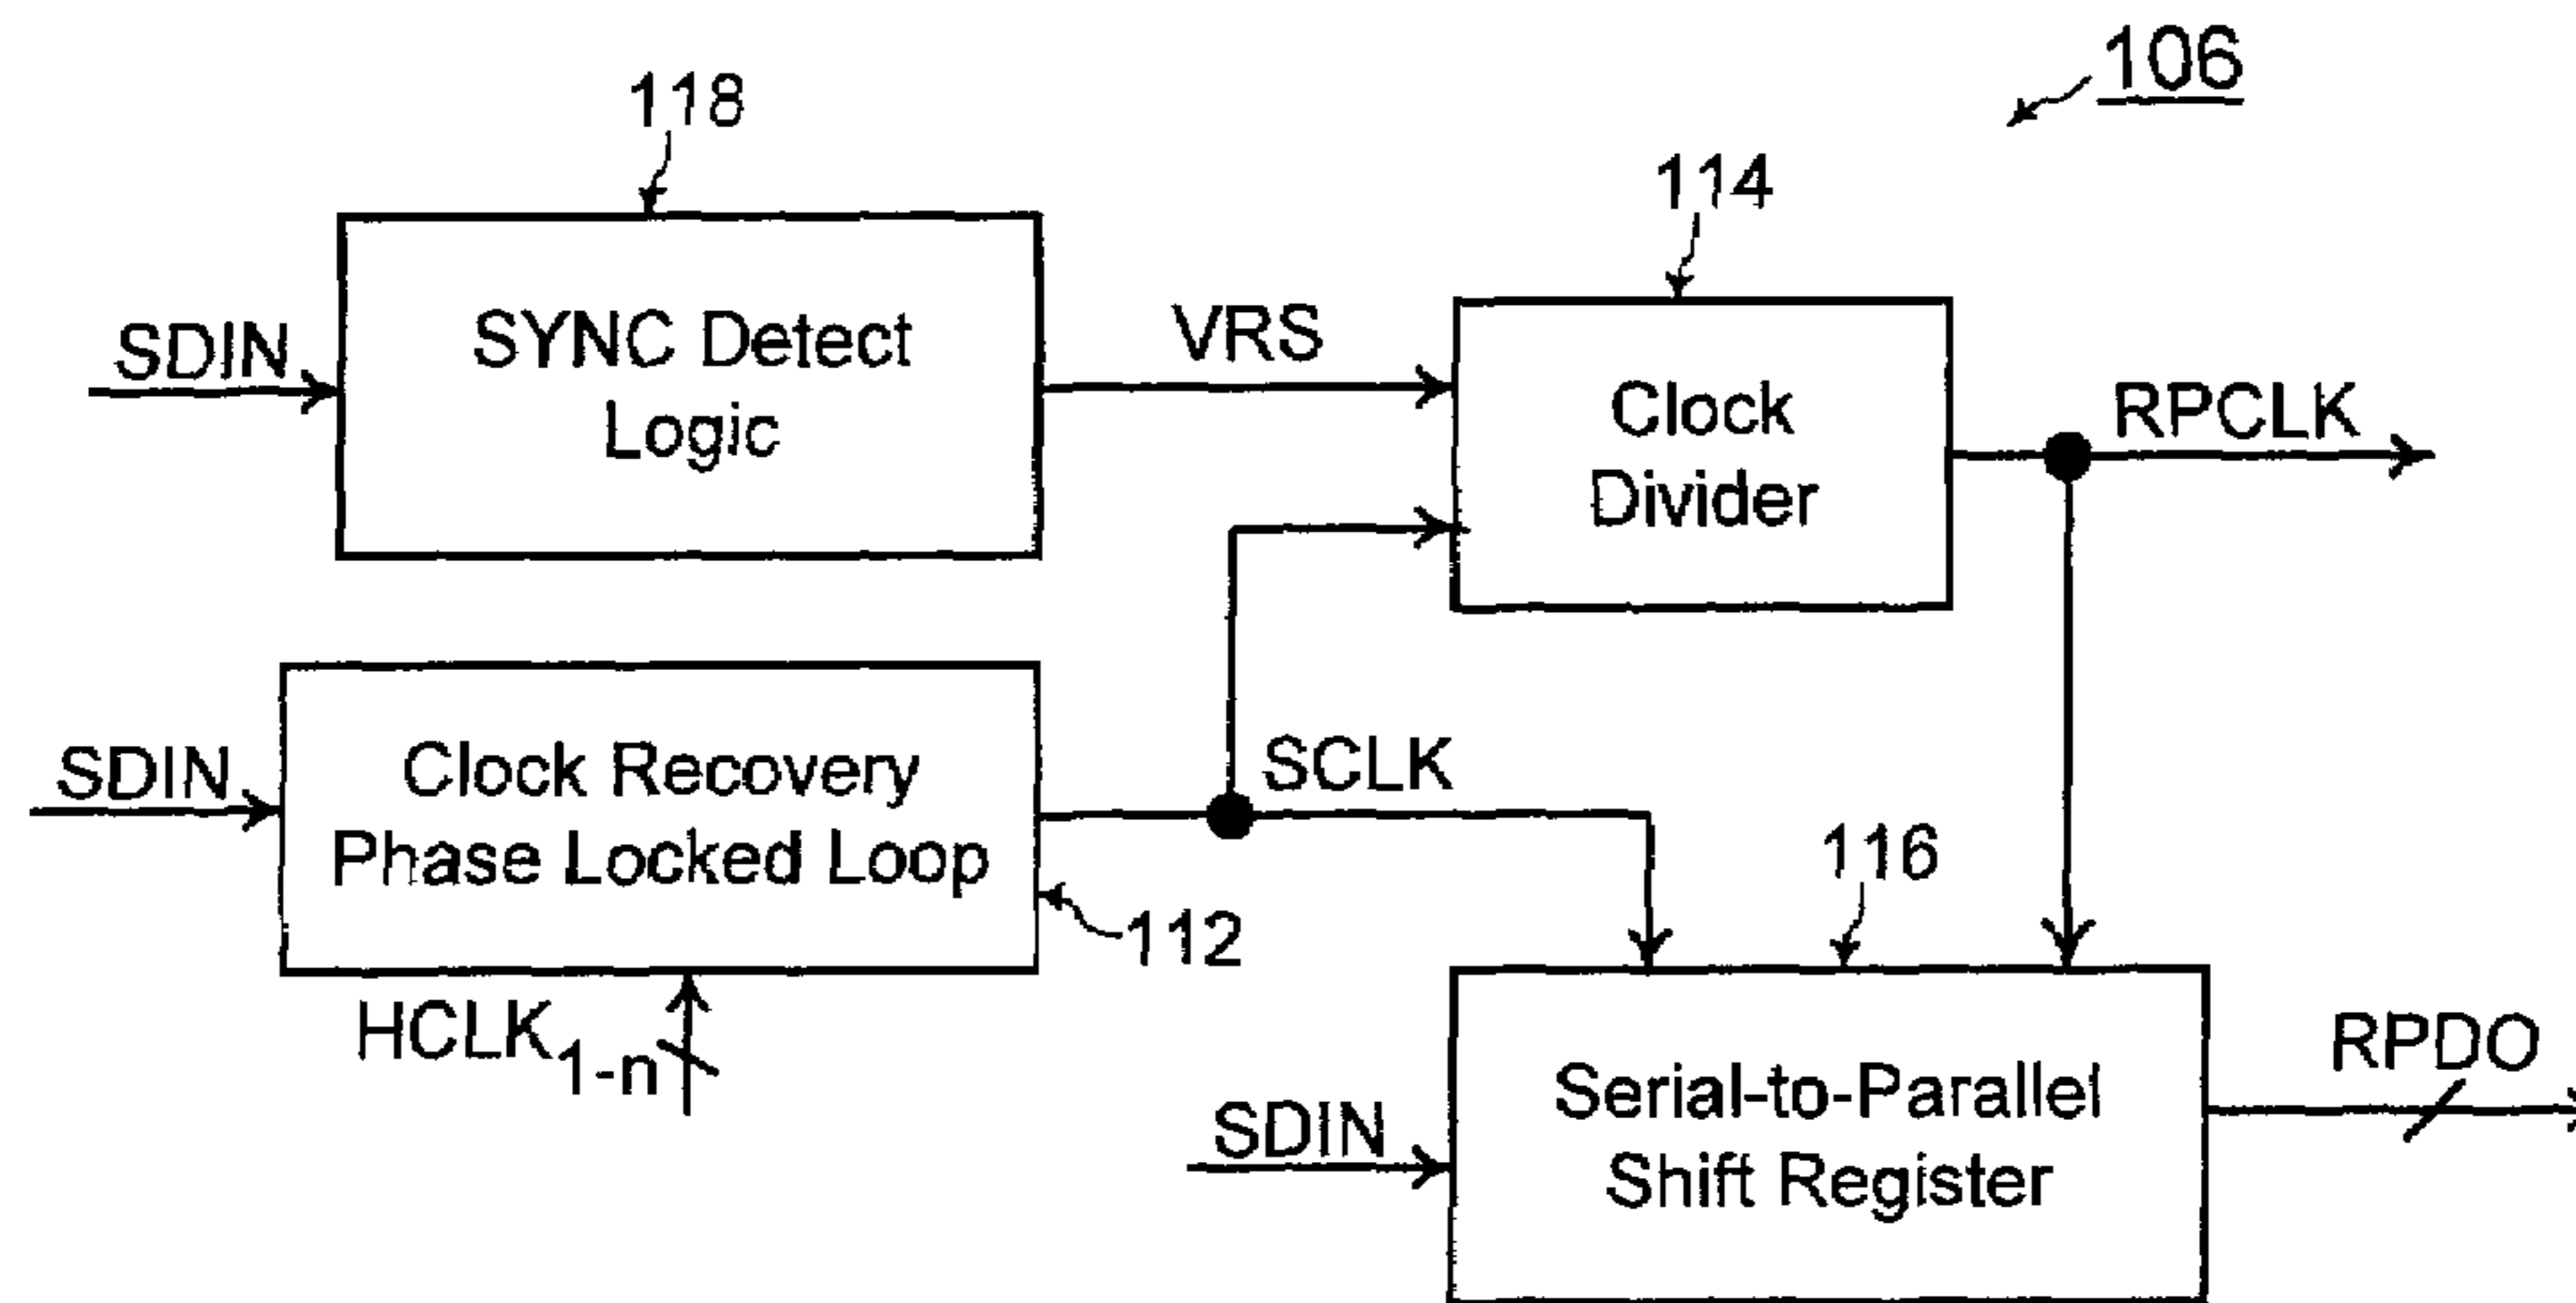 106
118
114
SDIN
SYNC Detect
Logic
VRS
Clock
Divider
RPCLK
SDIN
Clock Recovery
Phase Locked Loop
SCLK
112
116
HCLK1-n
SDIN
Serial-to-Parallel
Shift Register
RPDO